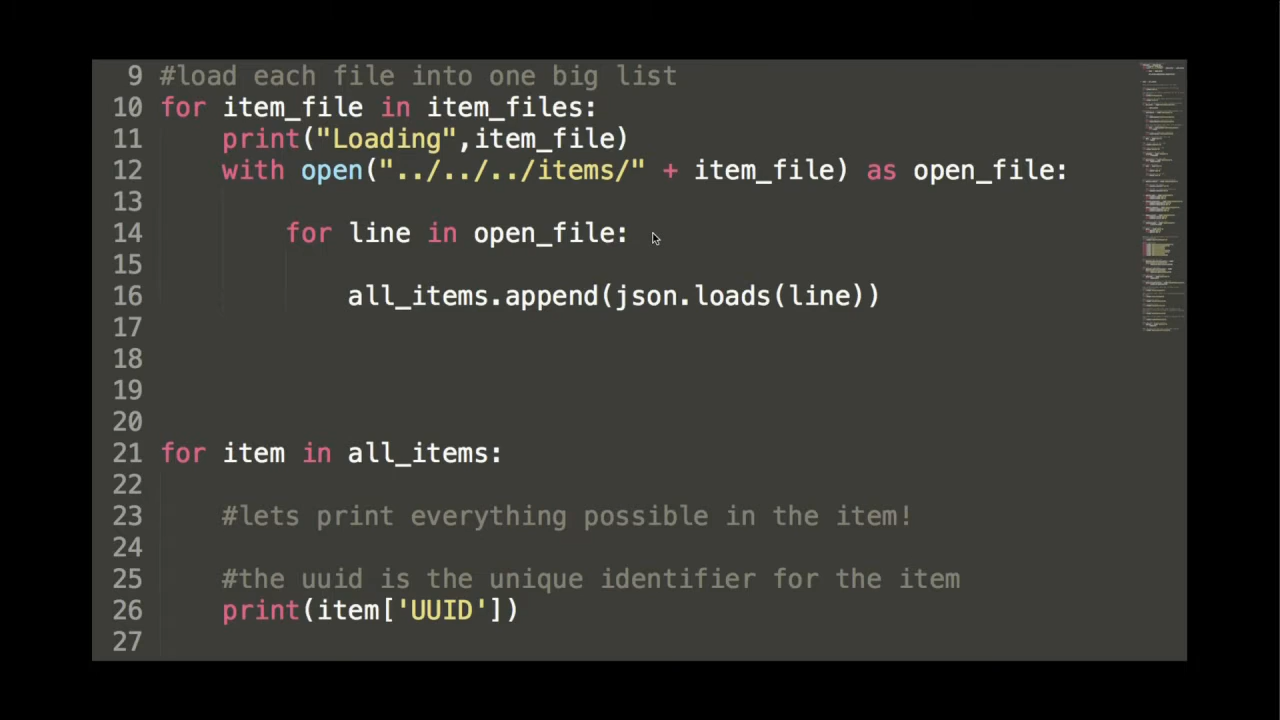 9 #load each file into one big list
10 for item_file in item_files:
11     print("Loading",item_file)
12     with open("../../../items/" + item_file) as open_file:
13
14         for line in open_file:
15
16             all_items.append(json.loads(line))
17
18
19
20
21 for item in all_items:
22
23     #lets print everything possible in the item!
24
25     #the uuid is the unique identifier for the item
26     print(item['UUID'])
27